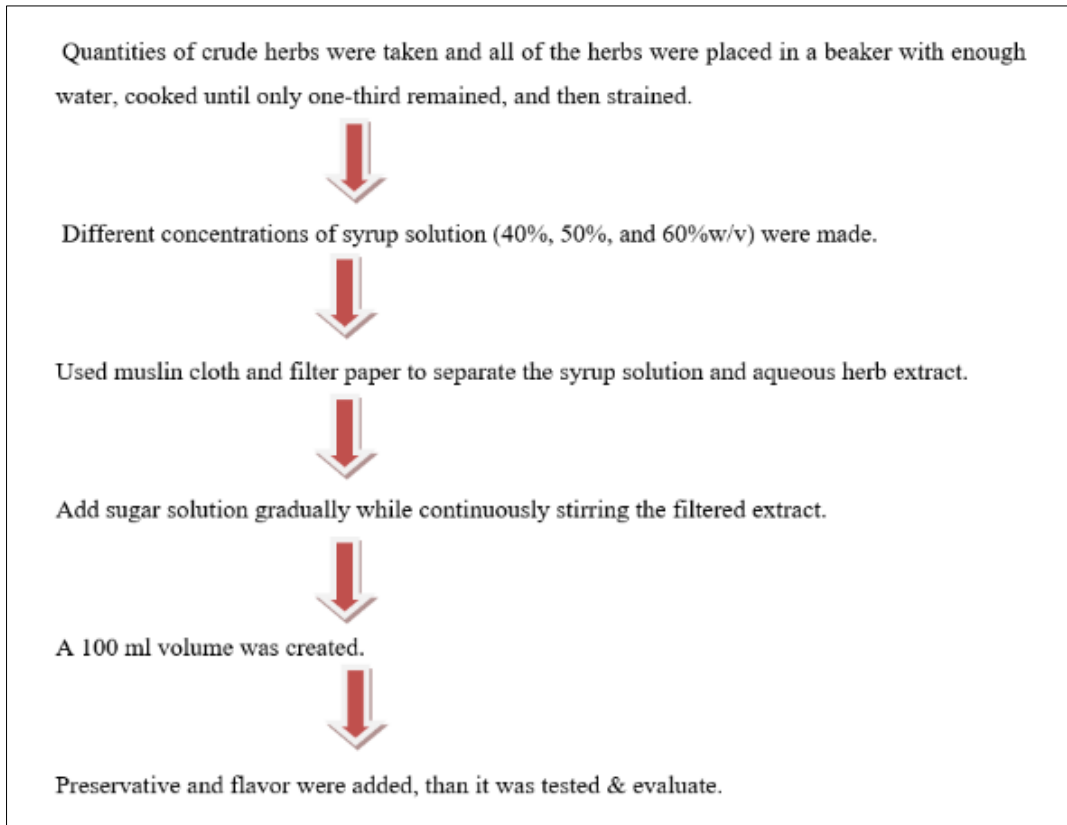 Quantities of crude herbs were taken and all of the herbs were placed in a beaker with enough
water, cooked until only one-third remained, and then strained.
Different concentrations of syrup solution (40%, 50%, and 60%w/v) were made.
Used muslin cloth and filter paper to separate the syrup solution and aqueous herb extract.
Add sugar solution gradually while continuously stirring the filtered extract.
A 100 ml volume was created.
Preservative and flavor were added, than it was tested & evaluate.